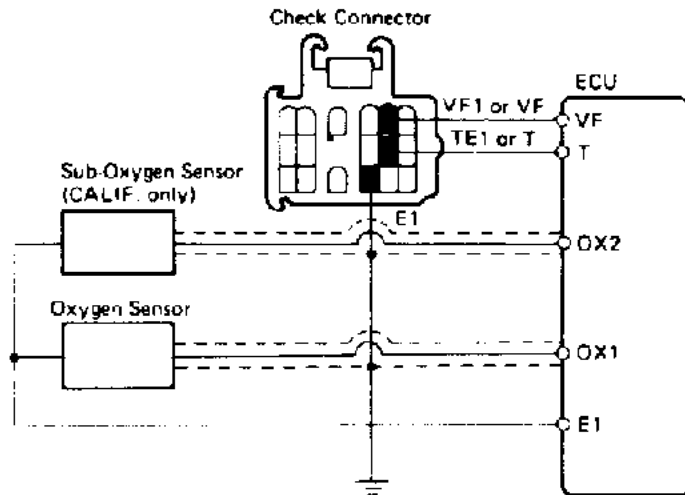 Check Connector
ECU
VF1 or VF
VF
TE1 or T
T
Sub-Oxygen Sensor
(CALIF. only)
E1
OX2
Oxygen Sensor
OX1
E1